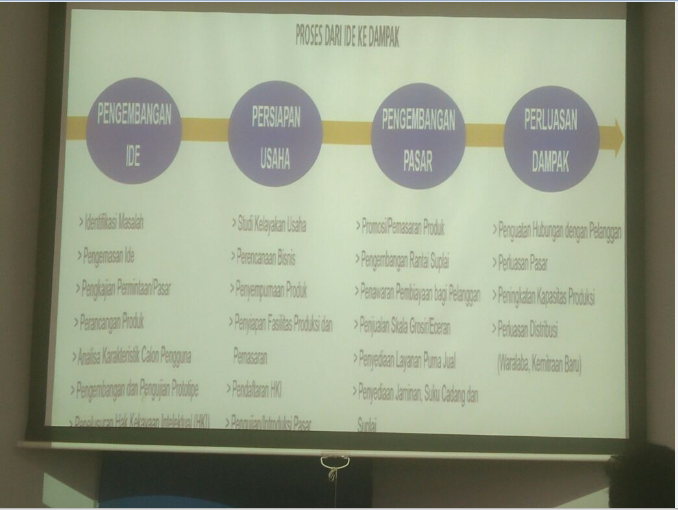 PROSES DARI IDE KE DAMPAK
PENGEMBANGAN
IDE
PERSIAPAN
USAHA
PENGEMBANGAN
PASAR
PERLUASAN
DAMPAK
> Identifikasi Masalah
> Pengemasan Ide
> Pengkajian Permintaan/Pasar
> Perancangan Produk
> Analisa Karakteristik Calon Pengguna
> Pengembangan dan Pengujian Prototipe
> Penelusuran Hak Kekayaan Intelektual (HKI)
> Studi Kelayakan Usaha
> Perencanaan Bisnis
> Penyempurnaan Produk
> Penyiapan Fasilitas Produksi dan
Pemasaran
> Pendaftaran HKI
> Pengujian/Introduksi Pasar
> Promosi/Pemasaran Produk
> Pengembangan Rantai Suplai
> Penawaran Pembiayaan bagi Pelanggan
> Penjualan Skala Grosir/Eceran
> Penyediaan Layanan Purna Jual
> Penyediaan Jaminan, Suku Cadang dan
Suplai
> Penguatan Hubungan dengan Pelanggan
> Perluasan Pasar
> Peningkatan Kapasitas Produksi
> Perluasan Distribusi
(Waralaba, Kemitraan Baru)